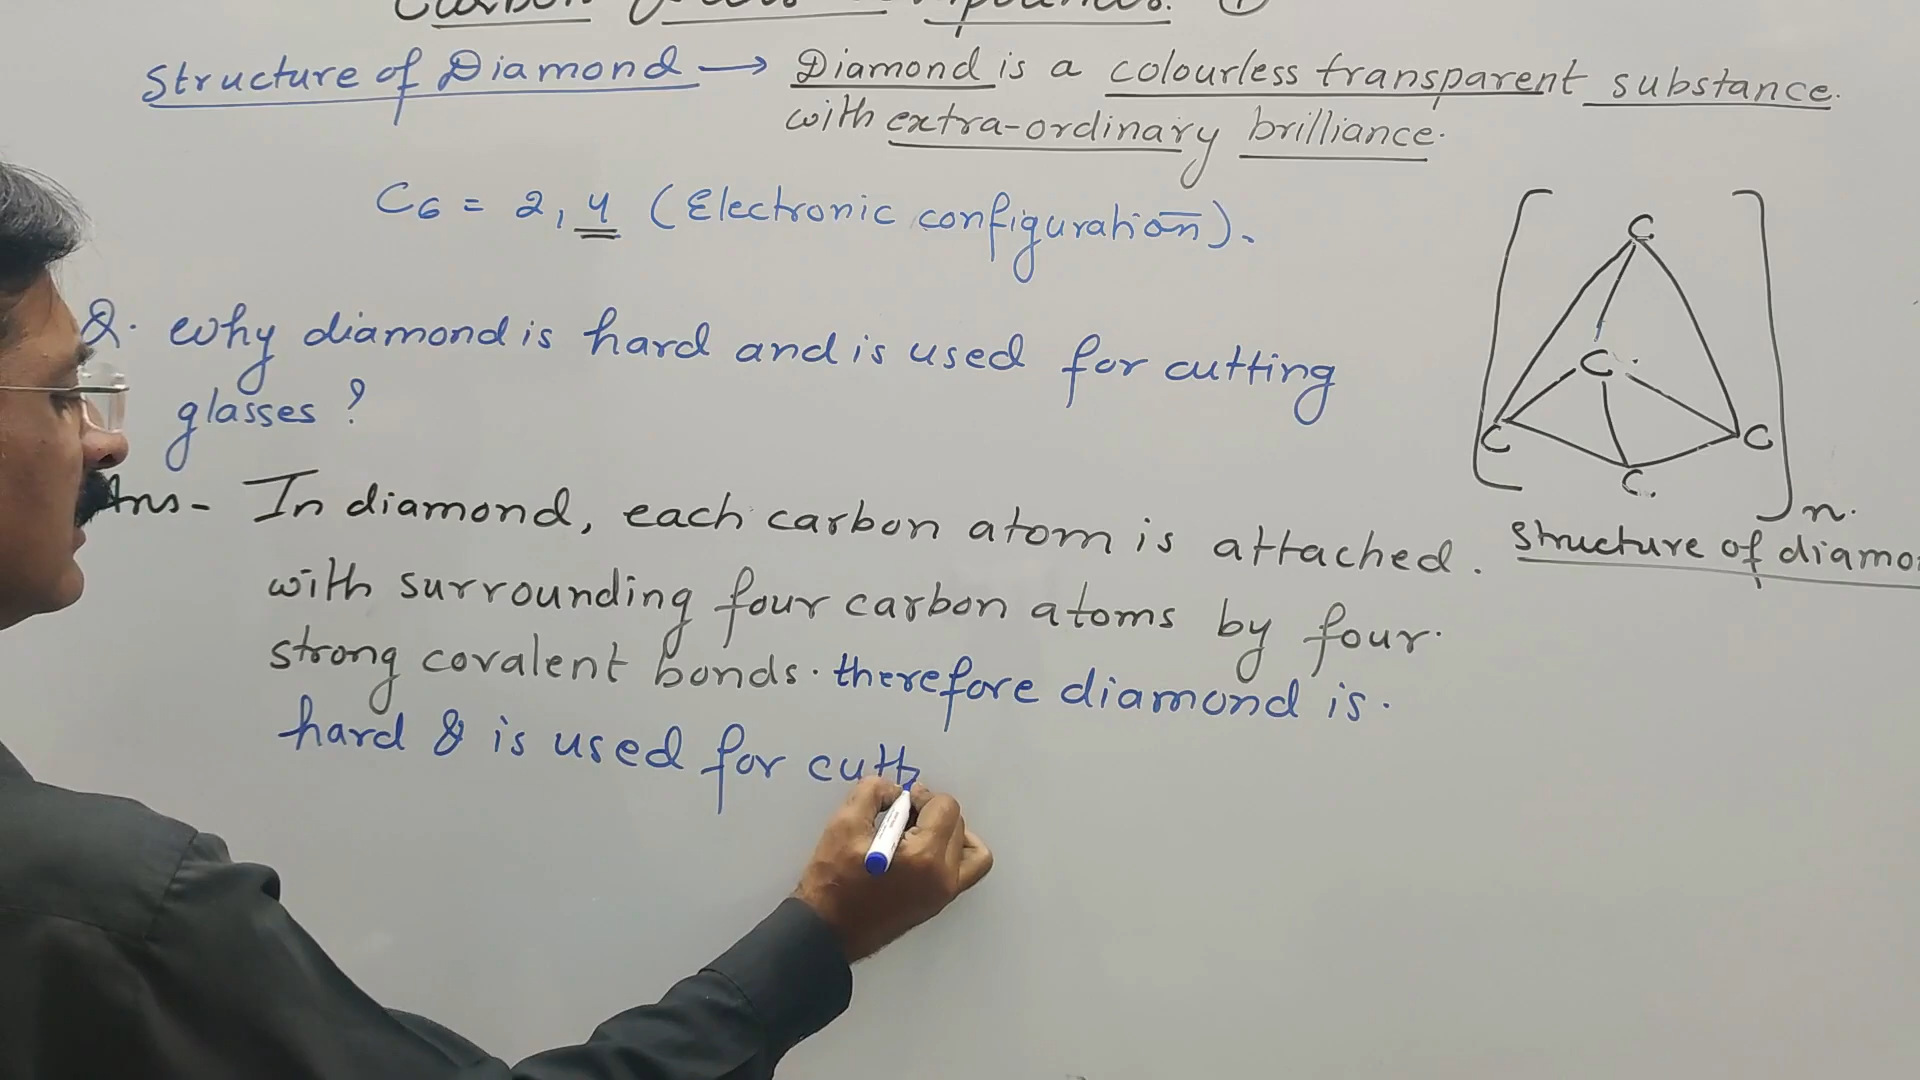 Structure of Diamond → Diamond is a colourless transparent substance.
with extra-ordinary brilliance.
C6 = 2, 4 (Electronic configuration).
Q. why diamond is hard and is used for cutting
glasses?
Ans- In diamond, each carbon atom is attached.
with surrounding four carbon atoms by four.
strong covalent bonds. therefore diamond is.
hard & is used for cutt
C.
C.
C
C
C.
n.
Structure of diamo